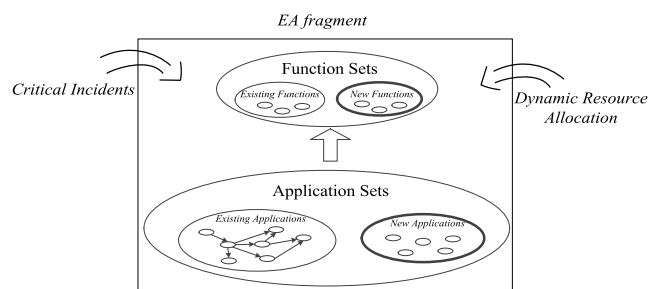 EA fragment
Critical Incidents
Function Sets
Existing Functions
New Functions
Dynamic Resource
Allocation
Application Sets
Existing Applications
New Applications